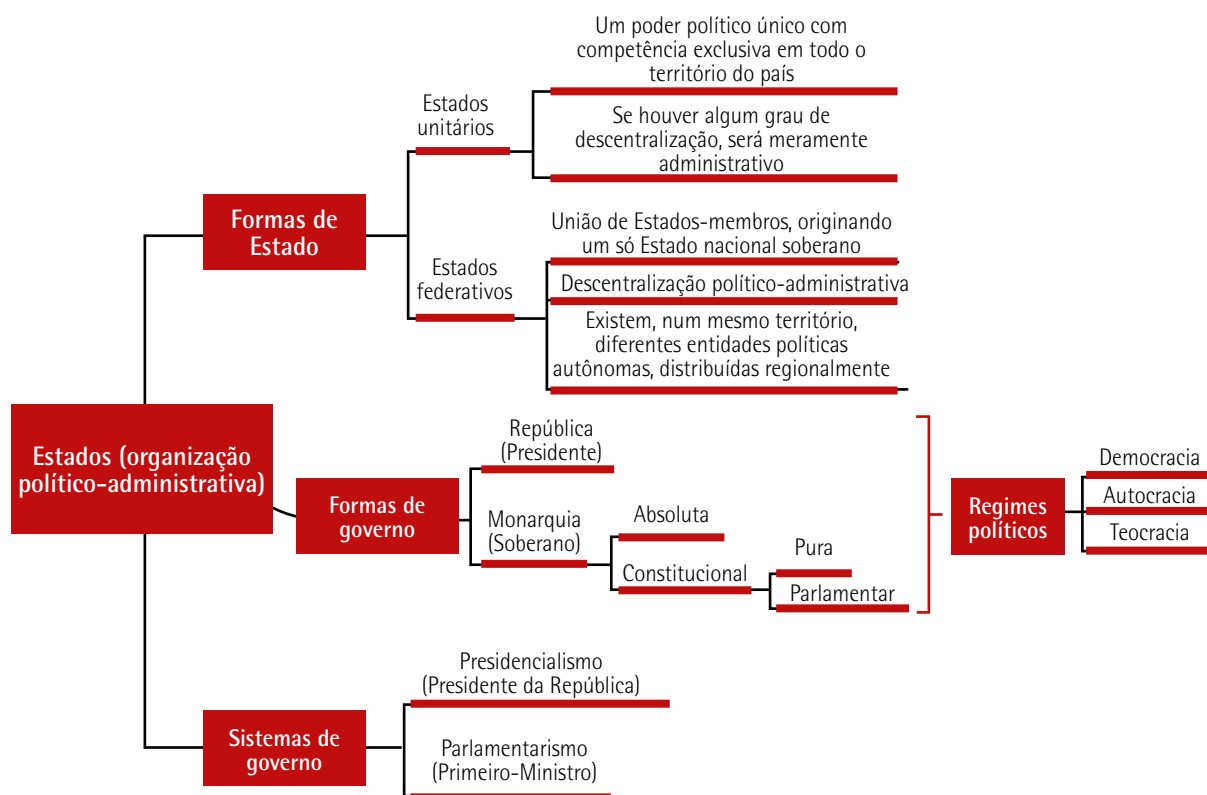 Um poder político único com
competência exclusiva em todo o
território do país
Estados
unitários
Se houver algum grau de
descentralização, será meramente
administrativo
Formas de
Estado
União de Estados-membros, originando
um só Estado nacional soberano
Estados
federativos
Descentralização político-administrativa
Existem, num mesmo território,
diferentes entidades políticas
autônomas, distribuídas regionalmente
Estados (organização
político-administrativa)
Formas de
governo
República
(Presidente)
Monarquia
(Soberano)
Absoluta
Constitucional
Pura
Parlamentar
Regimes
políticos
Democracia
Autocracia
Teocracia
Sistemas de
governo
Presidencialismo
(Presidente da República)
Parlamentarismo
(Primeiro-Ministro)